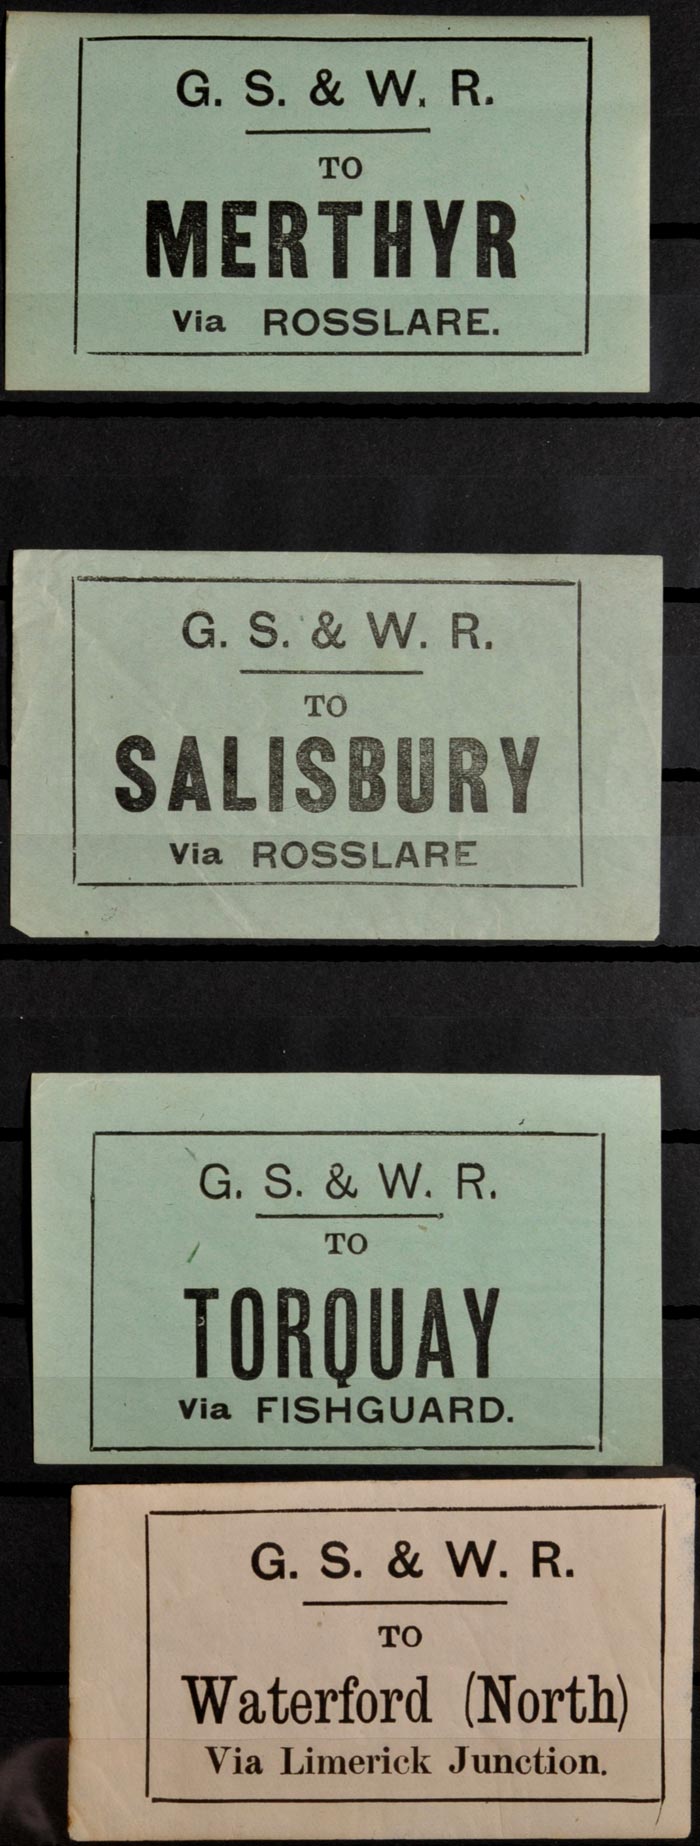 G. S. & W. R.
TO
MERTHYR
Via ROSSLARE.
G. S. & W. R.
TO
SALISBURY
Via ROSSLARE
G. S. & W. R.
TO
TORQUAY
Via FISHGUARD.
G. S. & W. R.
TO
Waterford (North)
Via Limerick Junction.